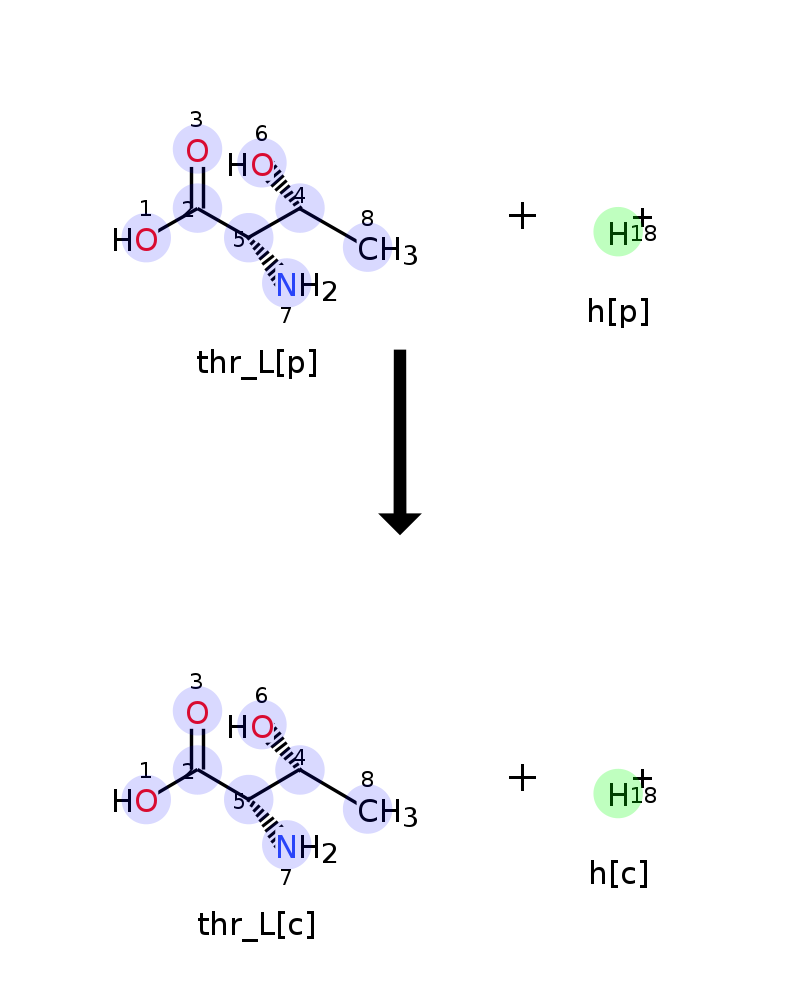 3
O
6
HO
1
2
4
8
+
H+
18
HO
5
CH3
NH2
7
h[p]
thr_L[p]
3
O
6
HO
1
2
4
8
+
H+
18
HO
5
CH3
NH2
7
h[c]
thr_L[c]